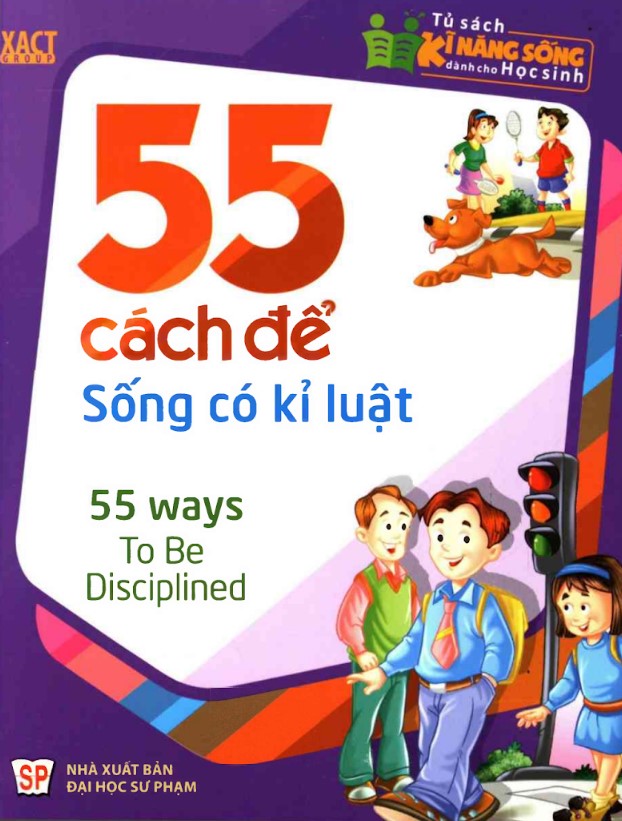 XACT
GROUP
Tủ sách
KĨ NĂNG SỐNG
dành cho Học sinh
55
cách để
Sống có kỉ luật
55 ways
To Be
Disciplined
SP
NHÀ XUẤT BẢN
ĐẠI HỌC SƯ PHẠM